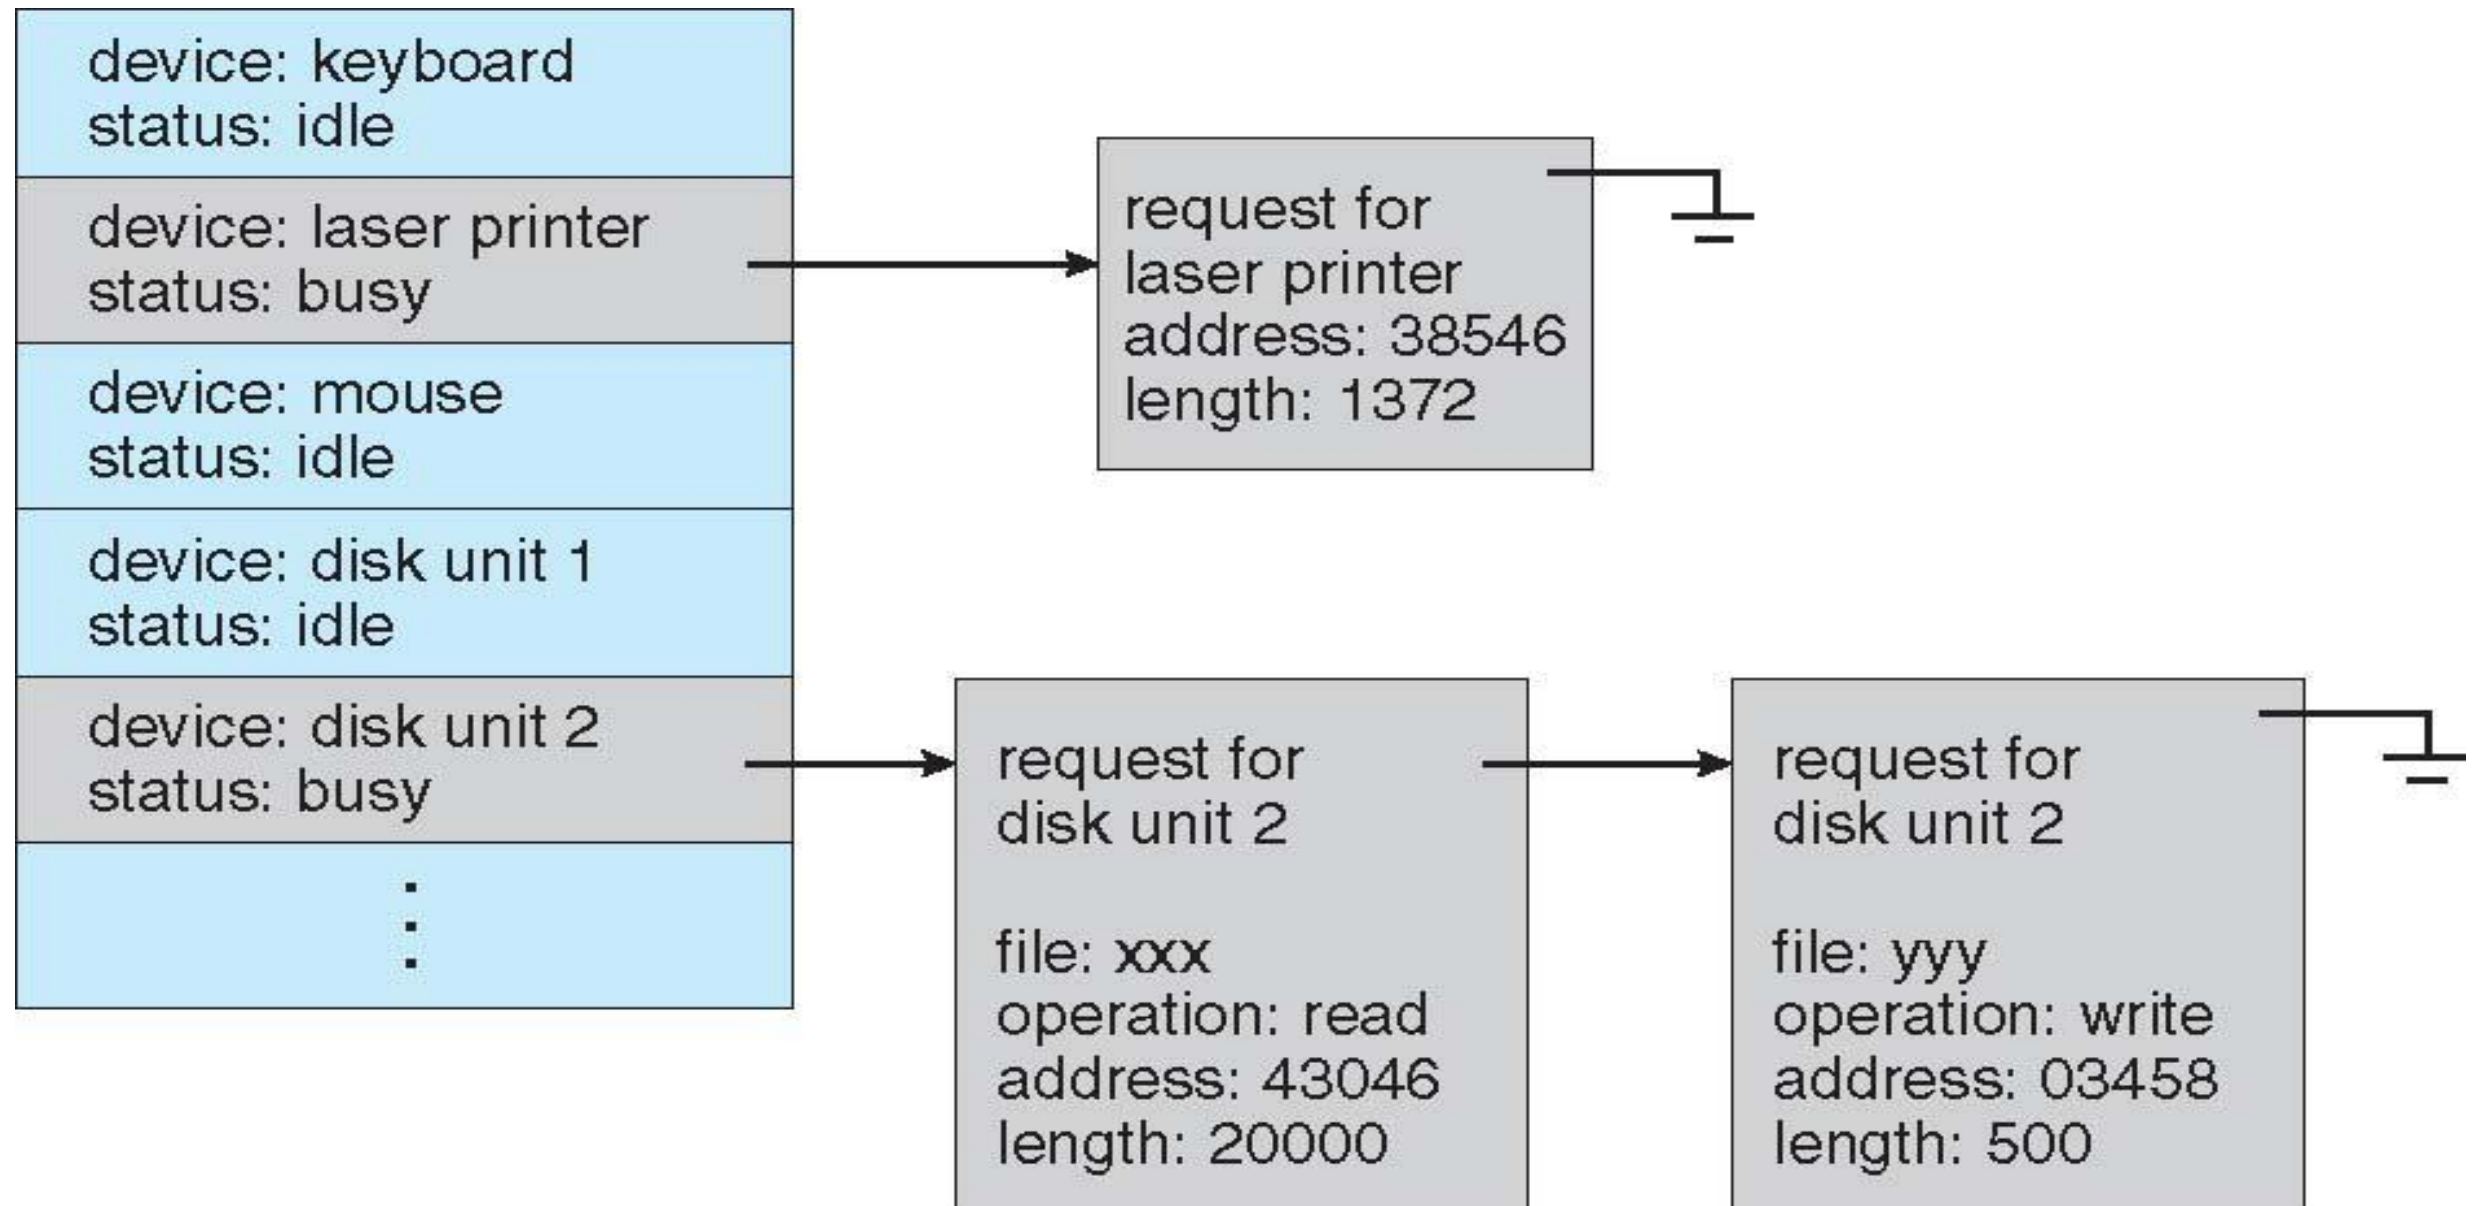 device: keyboard
status: idle
device: laser printer
status: busy
device: mouse
status: idle
device: disk unit 1
status: idle
device: disk unit 2
status: busy
request for
laser printer
address: 38546
length: 1372
request for
disk unit 2
file: xxx
operation: read
address: 43046
length: 20000
request for
disk unit 2
file: yyy
operation: write
address: 03458
length: 500